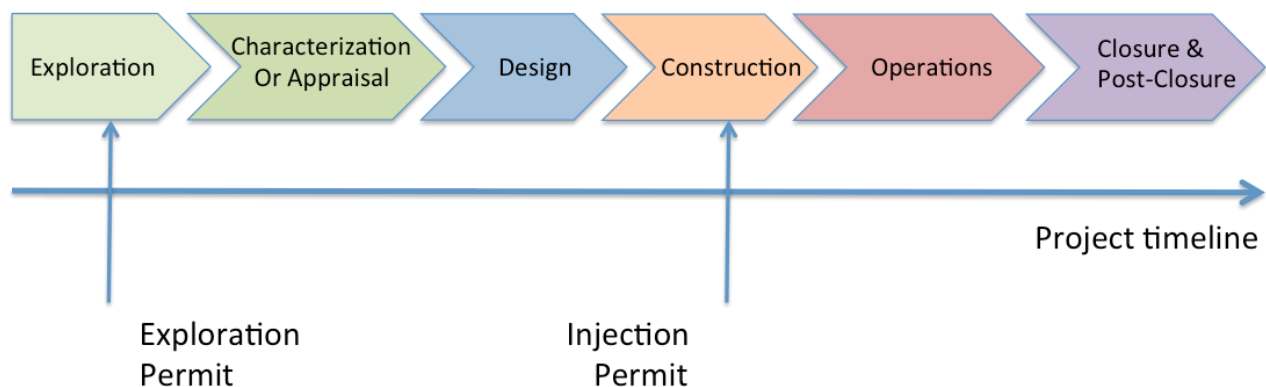 Exploration
Characterization
Or Appraisal
Design
Construction
Operations
Closure &
Post-Closure
Project timeline
Exploration
Permit
Injection
Permit